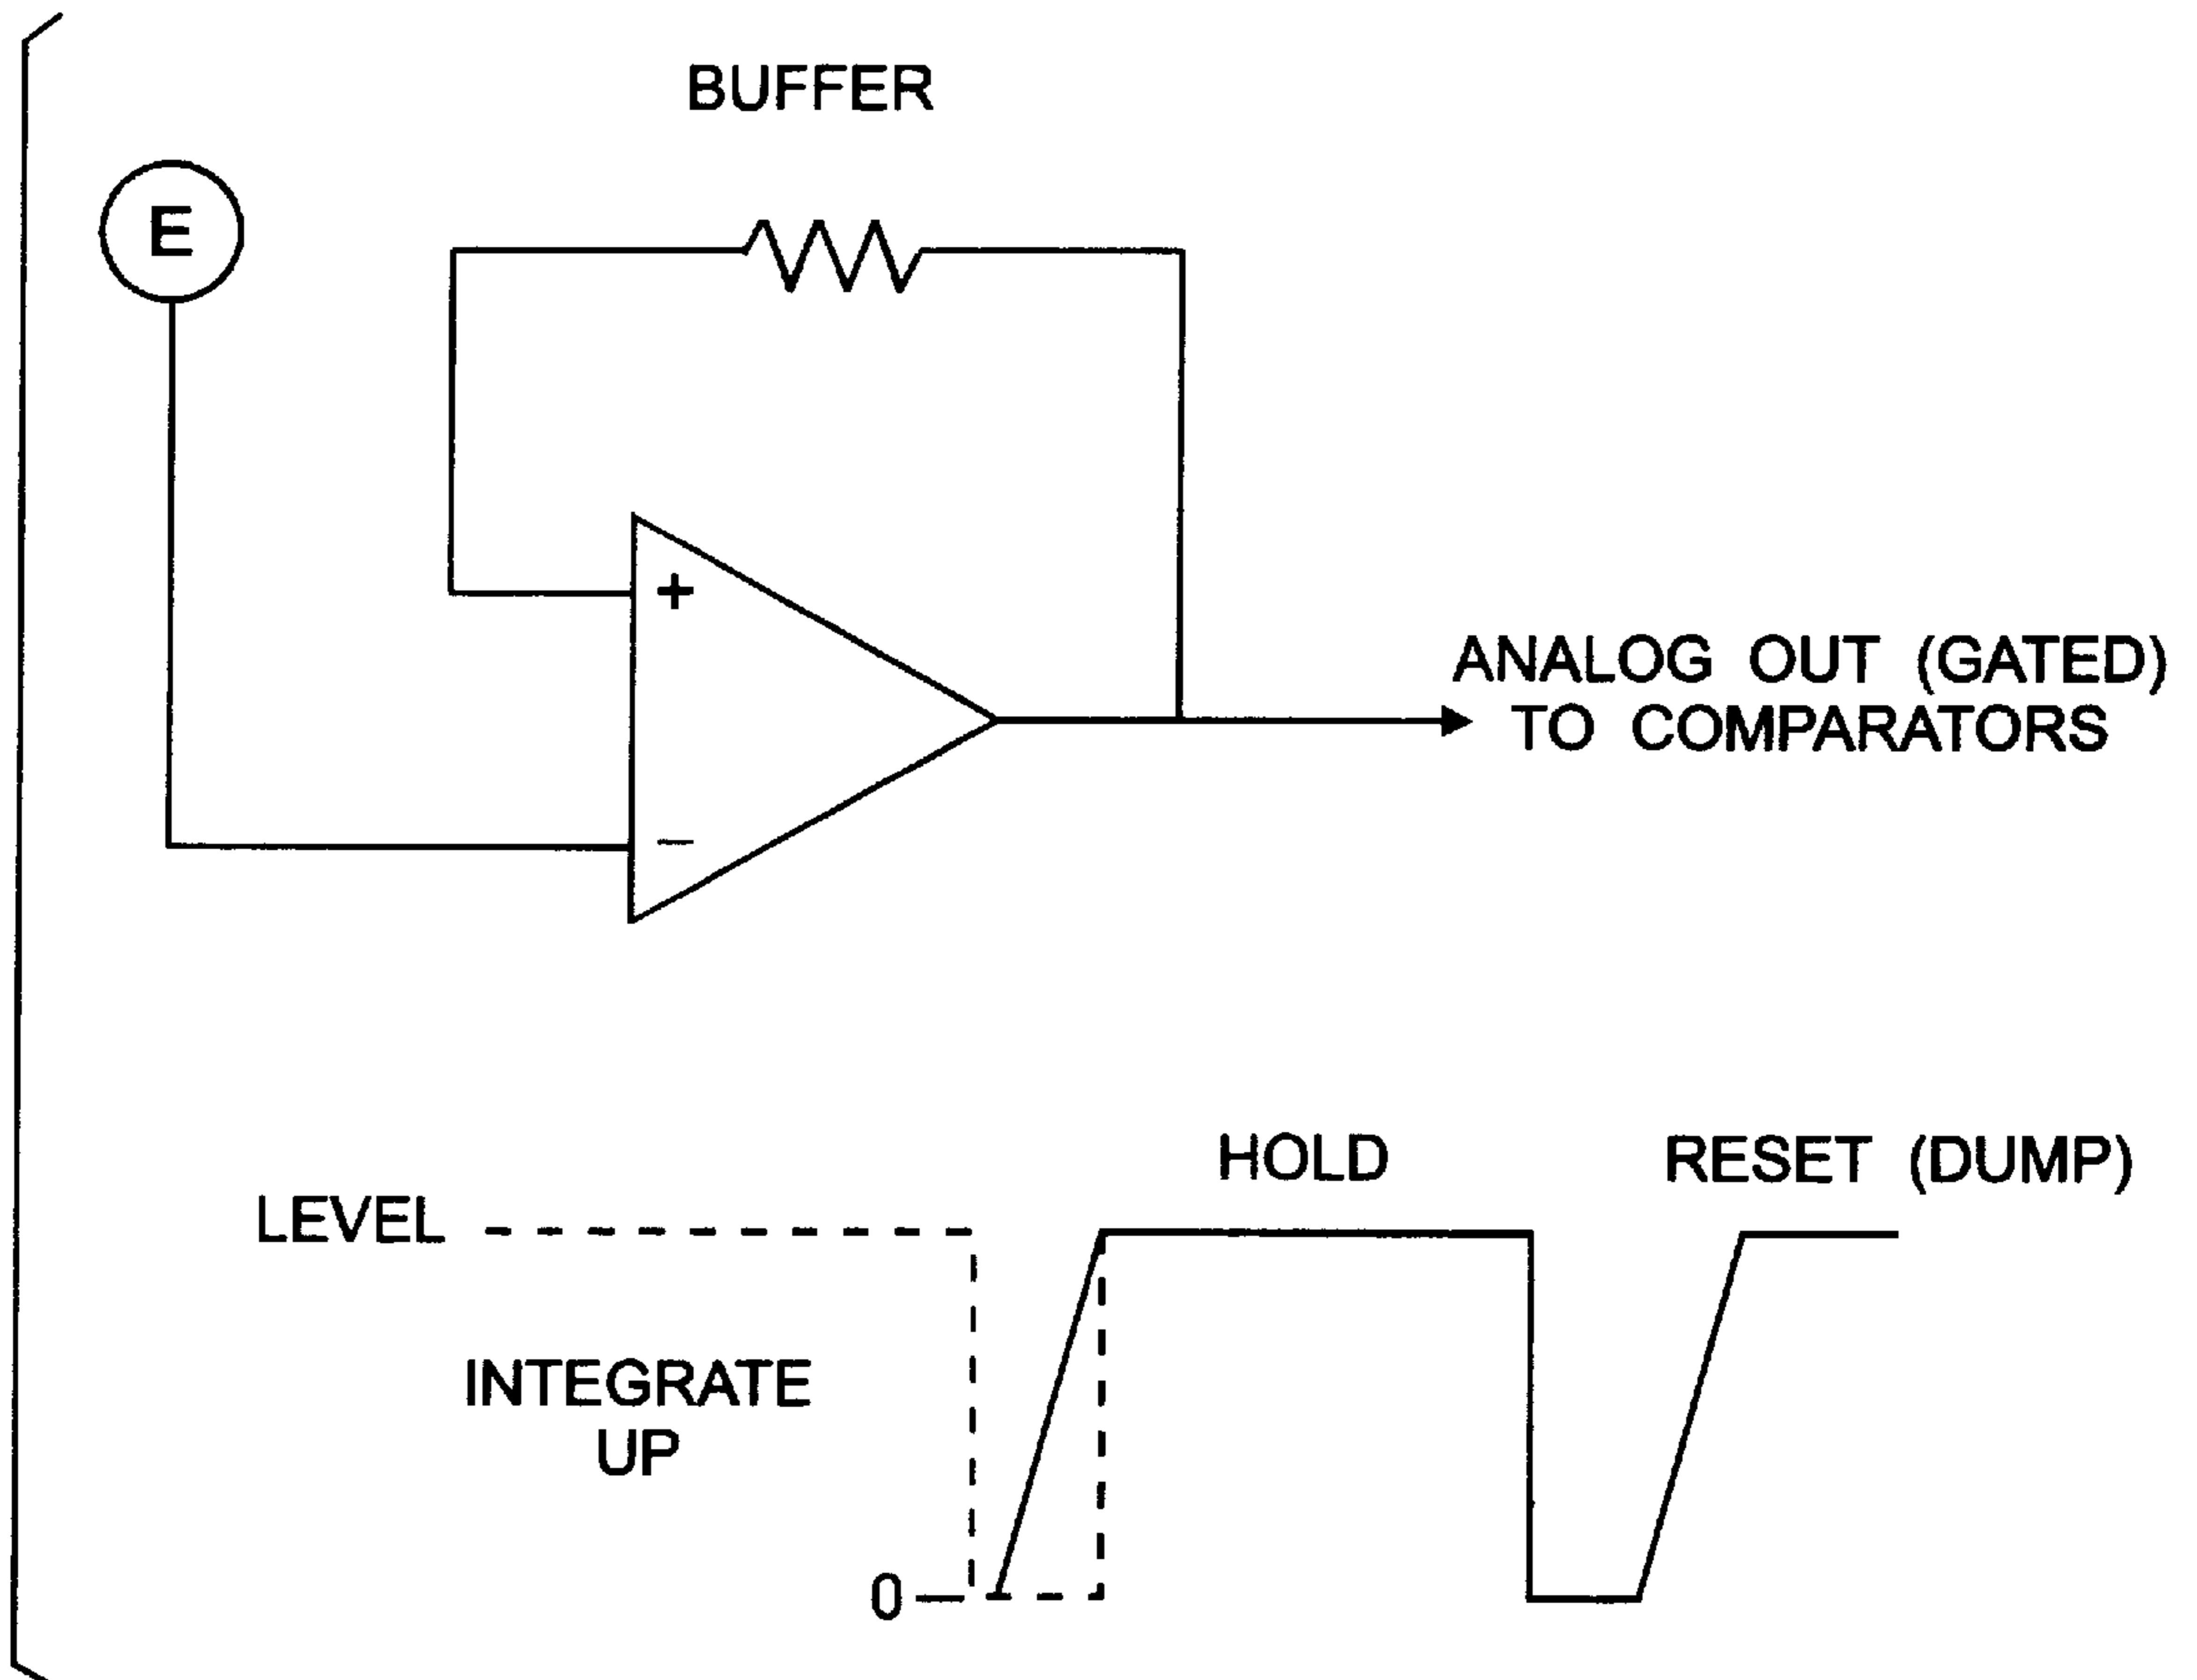 BUFFER
E
+
ANALOG OUT (GATED)
TO COMPARATORS
−
HOLD
RESET (DUMP)
LEVEL
INTEGRATE
UP
0